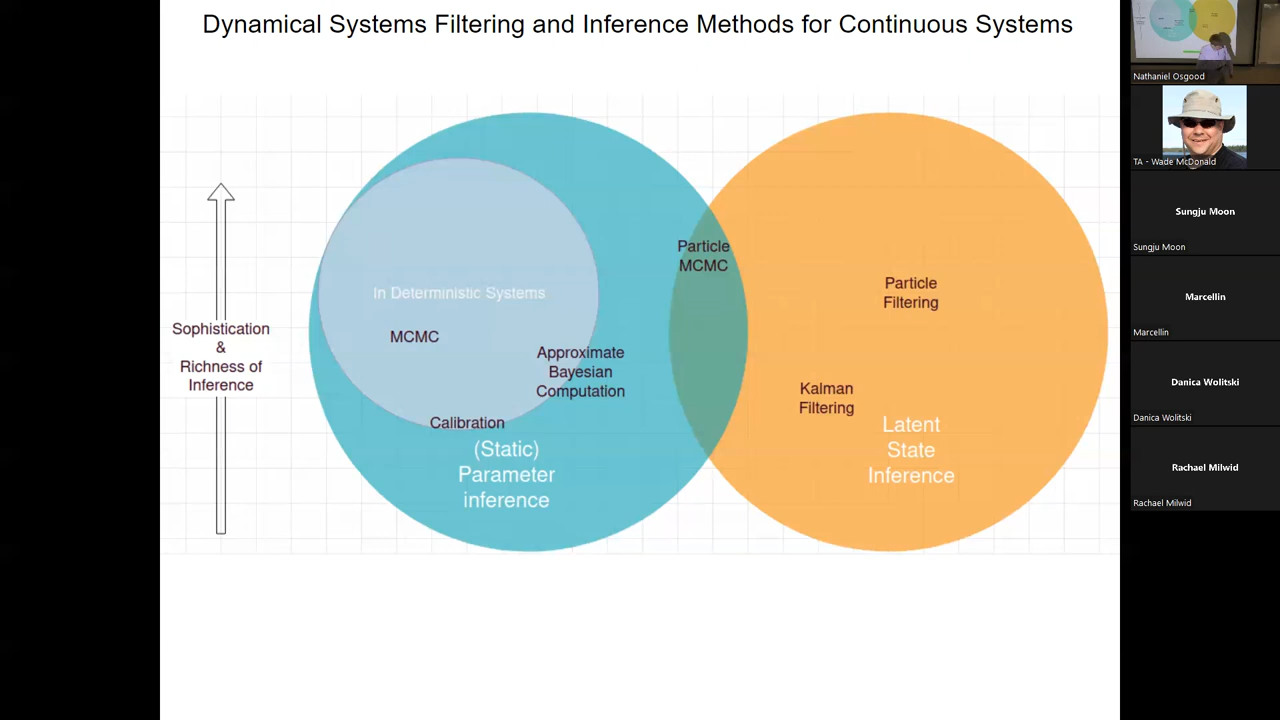 Dynamical Systems Filtering and Inference Methods for Continuous Systems
Sophistication
&
Richness of
Inference
In Deterministic Systems
MCMC
Approximate
Bayesian
Computation
Calibration
(Static)
Parameter
inference
Particle
MCMC
Particle
Filtering
Kalman
Filtering
Latent
State
Inference
Nathaniel Osgood
TA - Wade McDonald
Sungju Moon
Sungju Moon
Marcellin
Marcellin
Danica Wolitski
Danica Wolitski
Rachael Milwid
Rachael Milwid